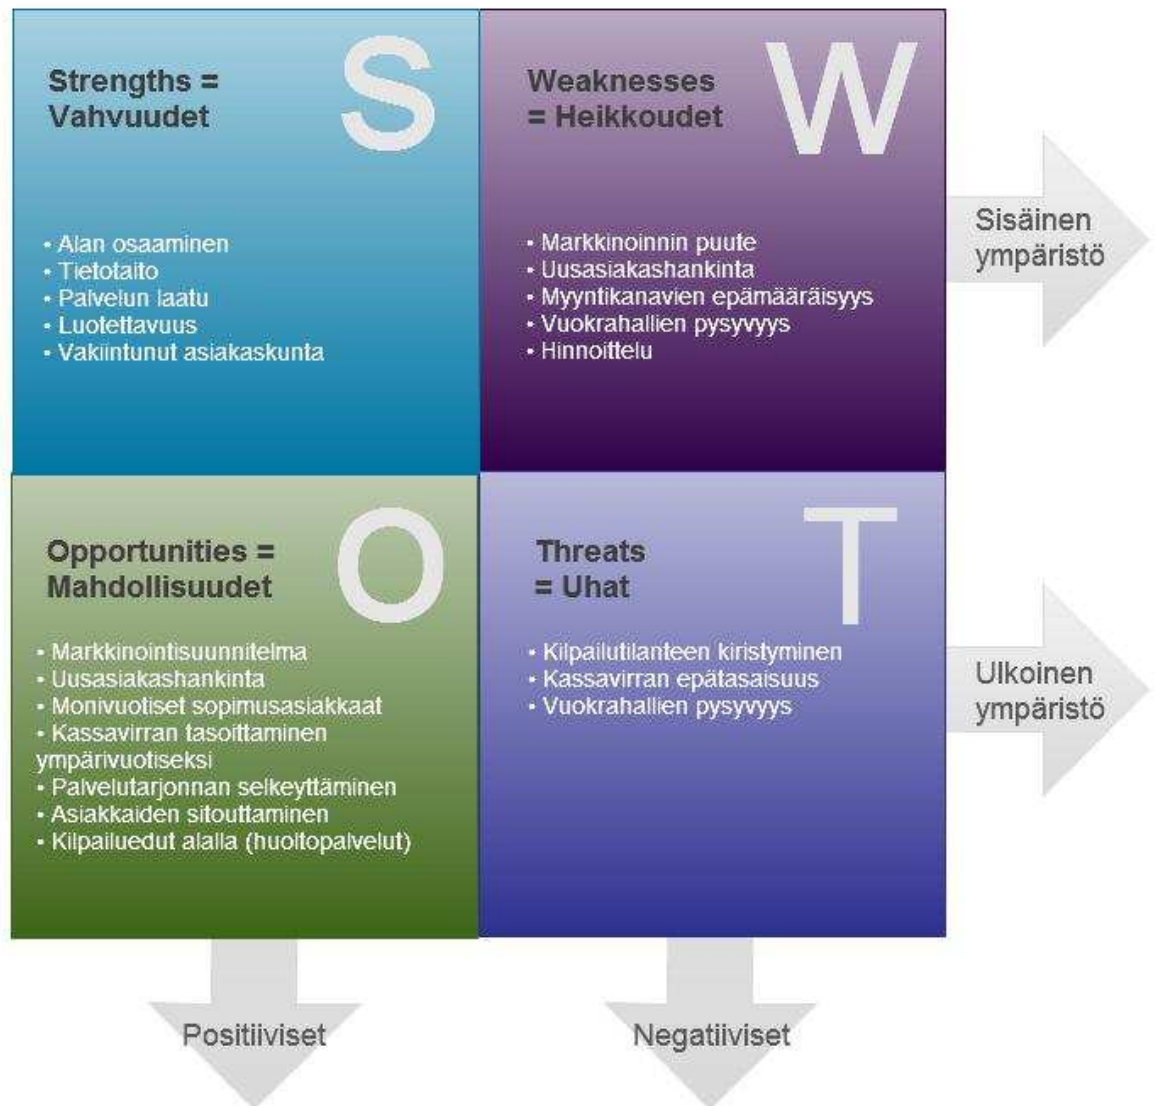 Strengths =
Vahvuudet
S
• Alan osaaminen
• Tietotaito
• Palvelun laatu
• Luotettavuus
• Vakiintunut asiakaskunta
Weaknesses
= Heikkoudet
W
• Markkinoinnin puute
• Uusasiakashankinta
• Myyntikanavien epämääräisyys
• Vuokrahallien pysyvyys
• Hinnoittelu
Sisäinen
ympäristö
Opportunities =
Mahdollisuudet
O
• Markkinointisuunnitelma
• Uusasiakashankinta
• Monivuotiset sopimusasiakkaat
• Kassavirran tasoittaminen
ympärivuotiseksi
• Palvelutarjonnan selkeyttäminen
• Asiakkaiden sitouttaminen
• Kilpailuedut alalla (huoltopalvelut)
Threats
= Uhat
T
• Kilpailutilanteen kiristyminen
• Kassavirran epätasaisuus
• Vuokrahallien pysyvyys
Ulkoinen
ympäristö
Positiiviset
Negatiiviset